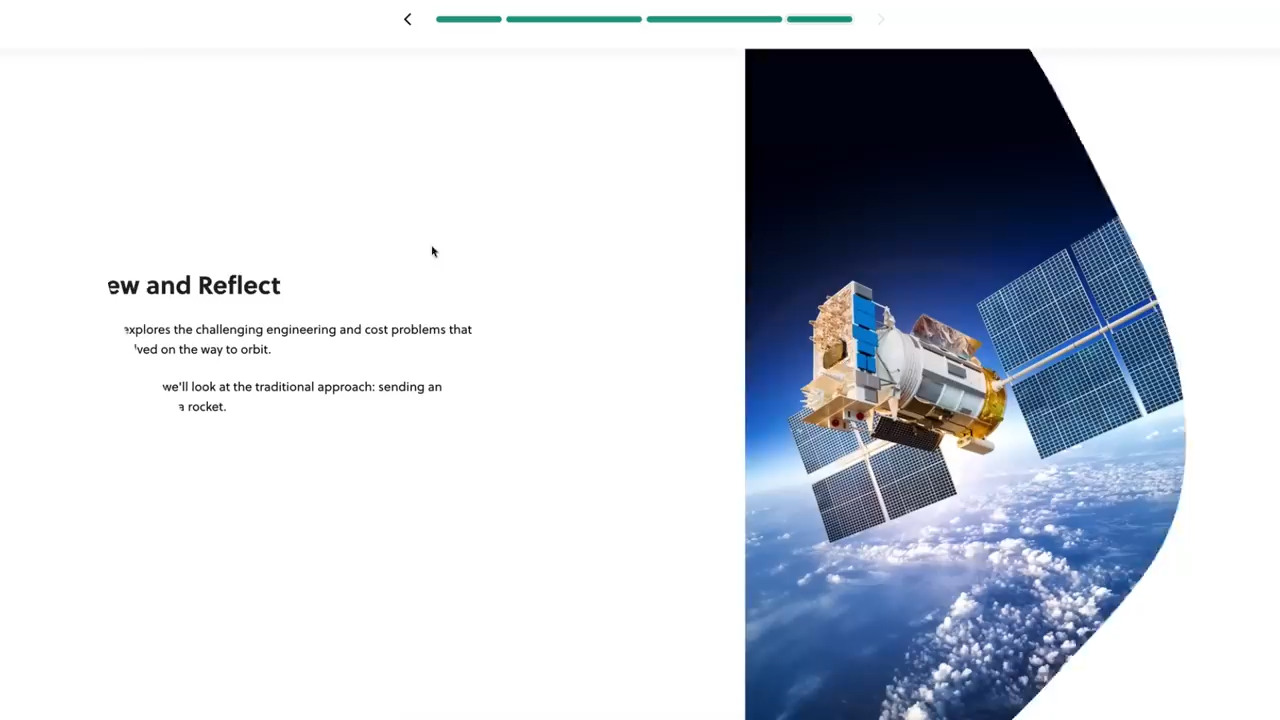 ew and Reflect
explores the challenging engineering and cost problems that
ved on the way to orbit.
we'll look at the traditional approach: sending an
a rocket.